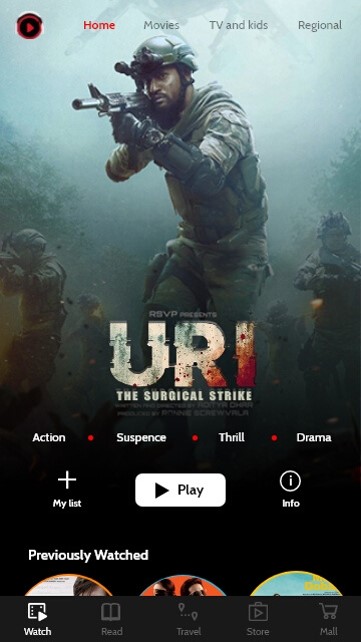 Home Movies TV and kids Regional
RSVP PRESENTS
URI
THE SURGICAL STRIKE
WRITTEN AND DIRECTED BY ADITYA DHAR
PRODUCED BY RONNIE SCREWVALA
Action • Suspence • Thrill • Drama
My list Play Info
Previously Watched
Watch Read Travel Store Mall